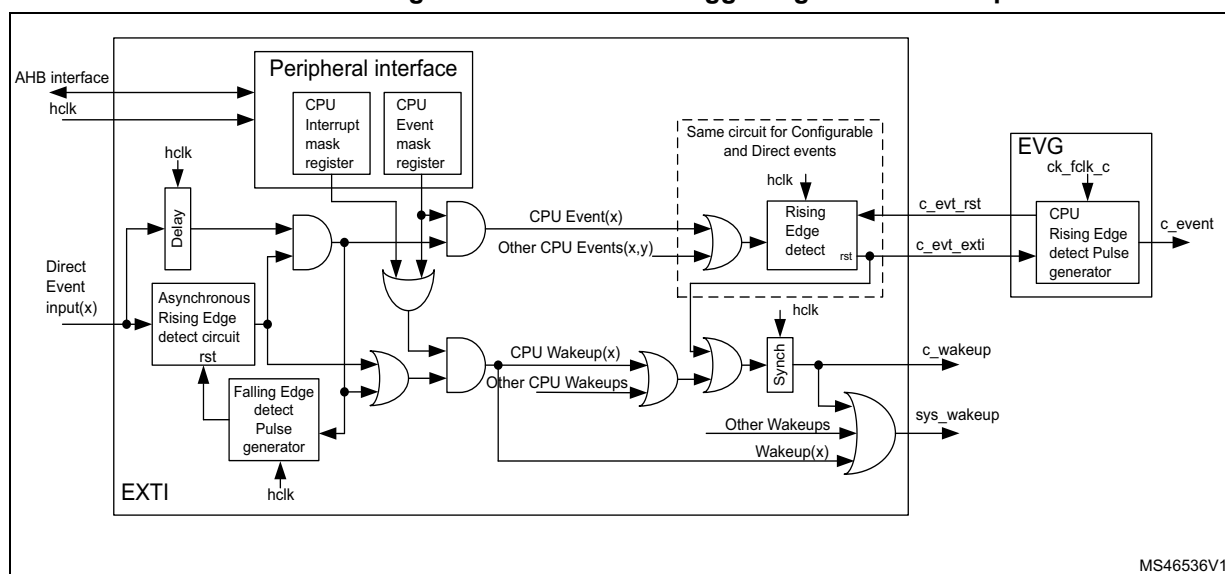 Peripheral interface
AHB interface
hclk
CPU
Interrupt
mask
register
CPU
Event
mask
register
Same circuit for Configurable
and Direct events
hclk
EVG
ck_fclk_c
hclk
Delay
CPU Event(x)
Other CPU Events(x,y)
Rising
Edge
detect
rst
c_evt_rst
c_evt_exti
CPU
Rising Edge
detect Pulse
generator
c_event
Direct
Event
input(x)
Asynchronous
Rising Edge
detect circuit
rst
hclk
CPU Wakeup(x)
Other CPU Wakeups
Synch
c_wakeup
Falling Edge
detect
Pulse
generator
Other Wakeups
sys_wakeup
Wakeup(x)
hclk
EXTI
MS46536V1